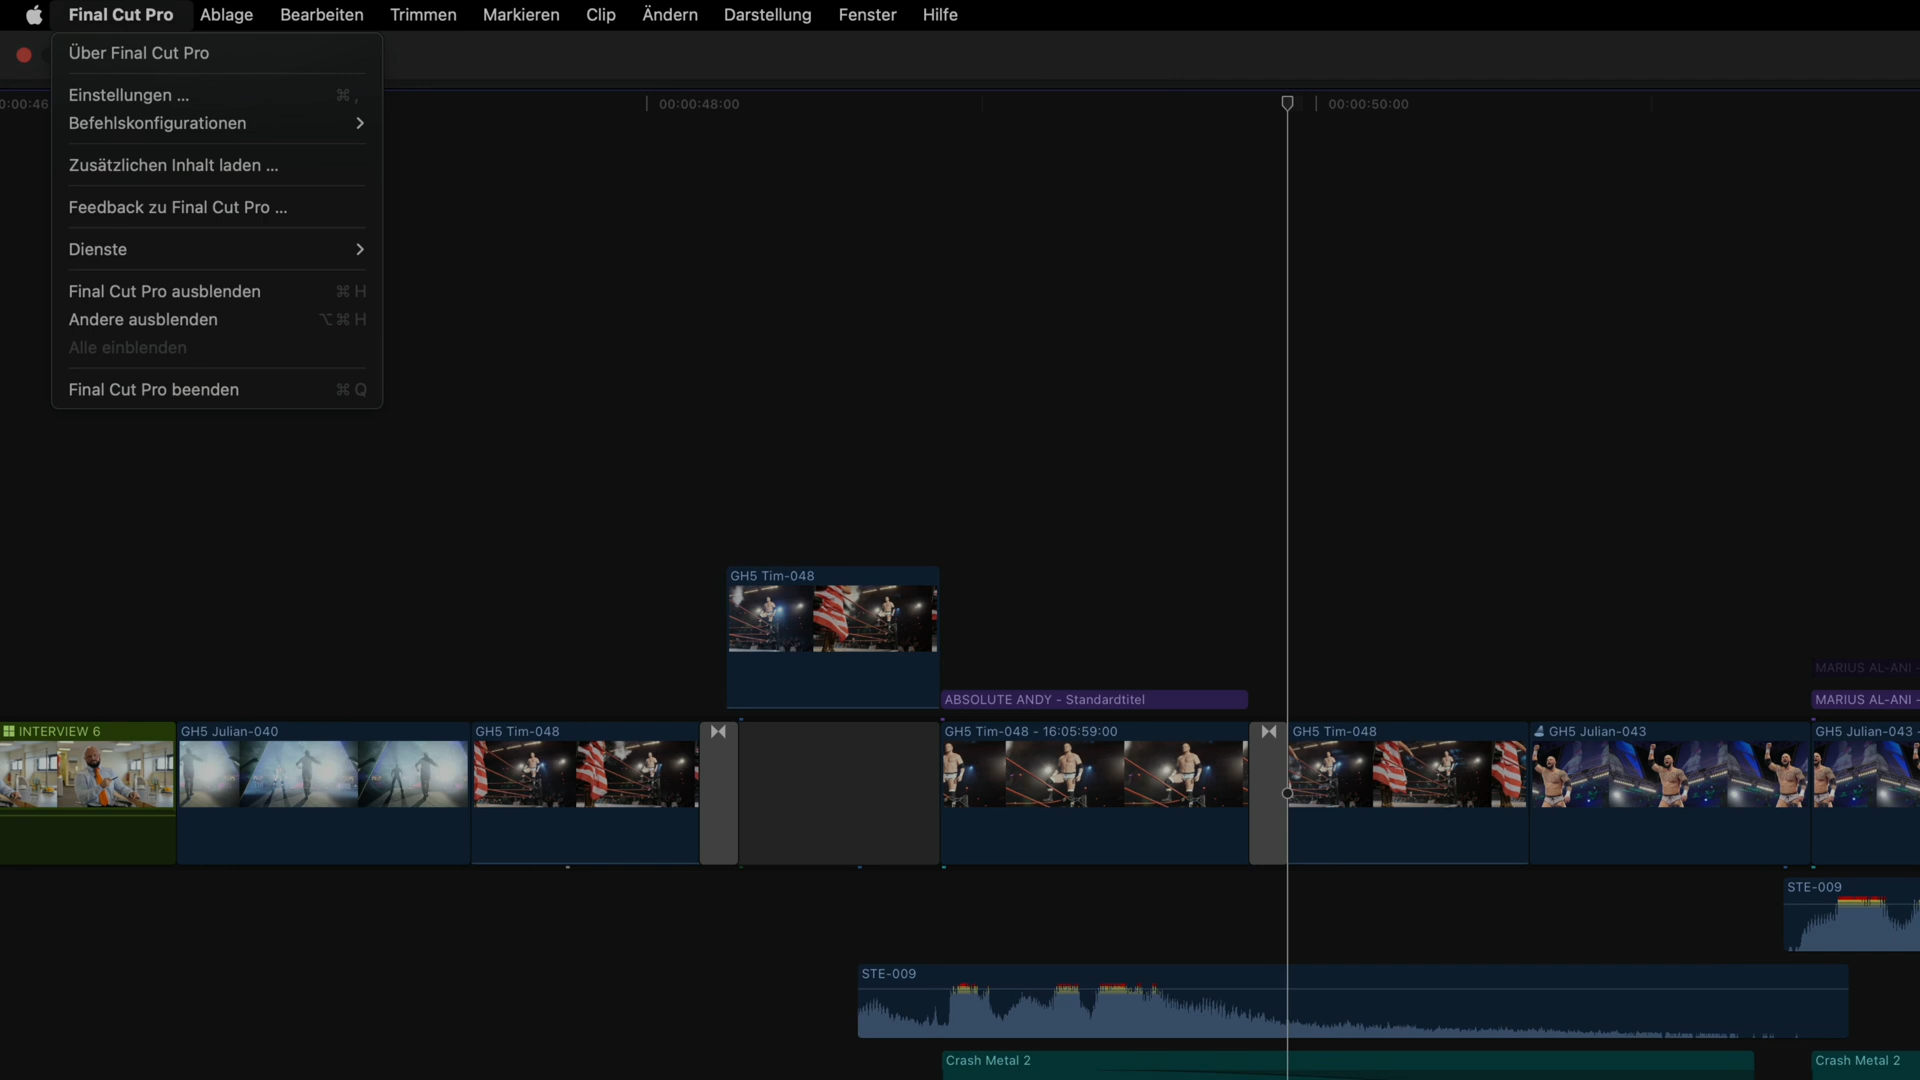 Final Cut Pro Ablage Bearbeiten Trimmen Markieren Clip Ändern Darstellung Fenster Hilfe
Über Final Cut Pro
Einstellungen ... ⌘ ,
Befehlskonfigurationen
Zusätzlichen Inhalt laden ...
Feedback zu Final Cut Pro ...
Dienste
Final Cut Pro ausblenden ⌘ H
Andere ausblenden ⌥ ⌘ H
Alle einblenden
Final Cut Pro beenden ⌘ Q
0:00:46 00:00:48:00 00:00:50:00
GH5 Tim-048
MARIUS AL-ANI -
ABSOLUTE ANDY - Standardtitel MARIUS AL-ANI -
INTERVIEW 6 GH5 Julian-040 GH5 Tim-048 GH5 Tim-048 - 16:05:59:00 GH5 Tim-048 GH5 Julian-043 GH5 Julian-043 -
STE-009
STE-009
Crash Metal 2 Crash Metal 2